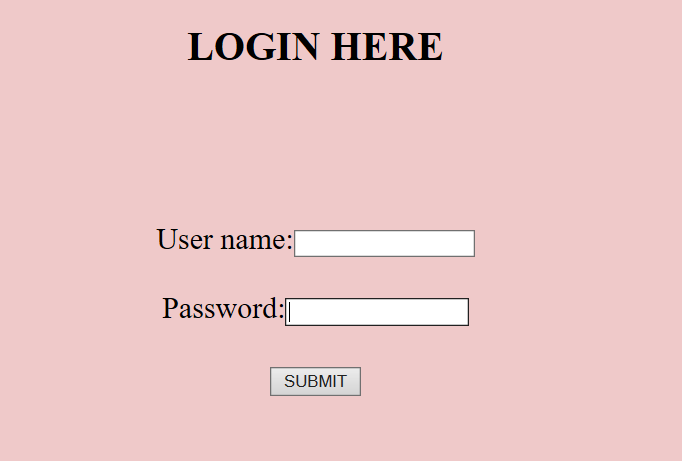 LOGIN HERE
User name:
Password:
SUBMIT